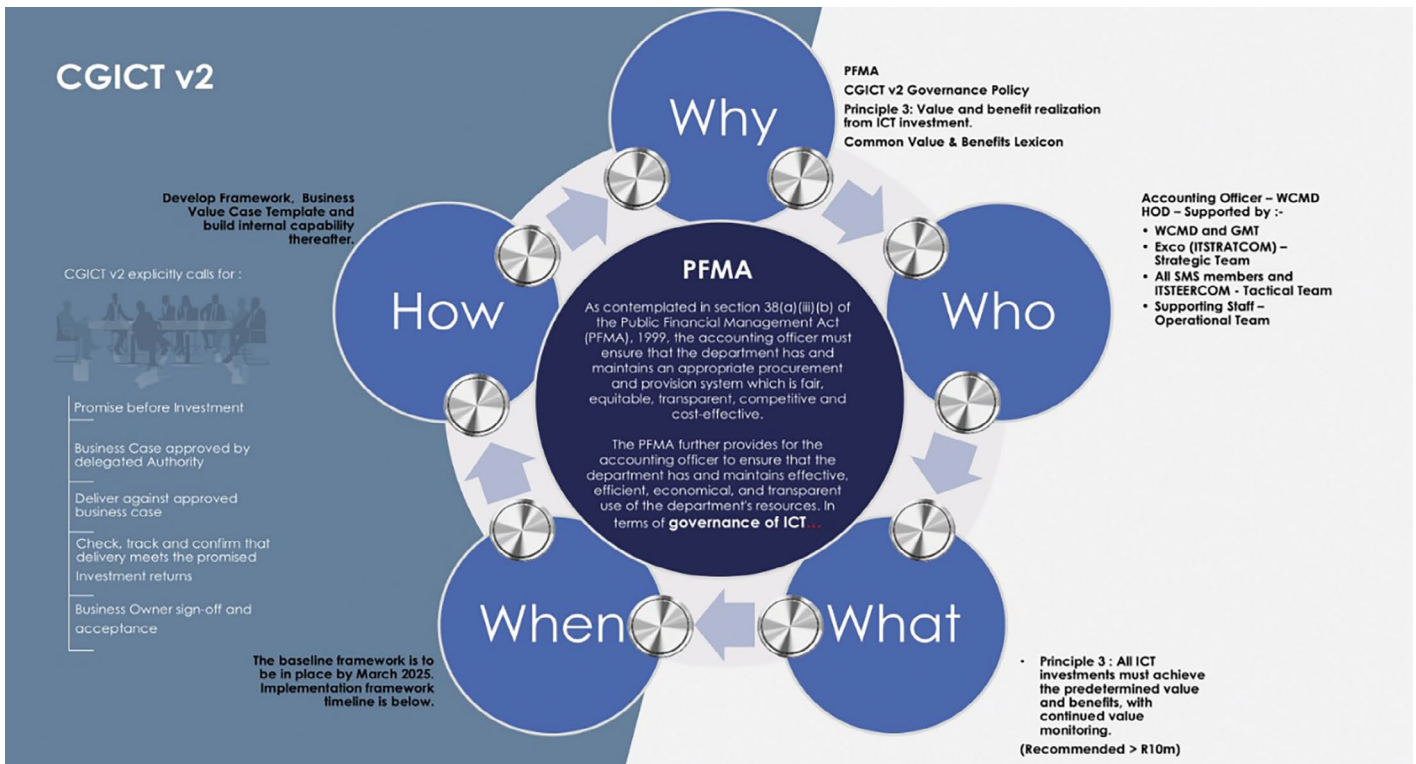 CGICT v2
Why
PFMA
CGICT v2 Governance Policy
Principle 3: Value and benefit realization
from ICT investment.
Common Value & Benefits Lexicon
Who
Accounting Officer – WCMD
HOD – Supported by :-
• WCMD and GMT
• Exco (ITSTRATCOM) –
Strategic Team
• All SMS members and
ITSTEERCOM - Tactical Team
• Supporting Staff –
Operational Team
What
• Principle 3 : All ICT
investments must achieve
the predetermined value
and benefits, with
continued value
monitoring.
(Recommended > R10m)
When
The baseline framework is to
be in place by March 2025.
Implementation framework
timeline is below.
How
Develop Framework, Business
Value Case Template and
build internal capability
thereafter.
CGICT v2 explicitly calls for :
Promise before Investment
Business Case approved by
delegated Authority
Deliver against approved
business case
Check, track and confirm that
delivery meets the promised
Investment returns
Business Owner sign-off and
acceptance
PFMA
As contemplated in section 38(a)(iii)(b) of
the Public Financial Management Act
(PFMA), 1999, the accounting officer must
ensure that the department has and
maintains an appropriate procurement
and provision system which is fair,
equitable, transparent, competitive and
cost-effective.
The PFMA further provides for the
accounting officer to ensure that the
department has and maintains effective,
efficient, economical, and transparent
use of the department's resources. In
terms of governance of ICT...